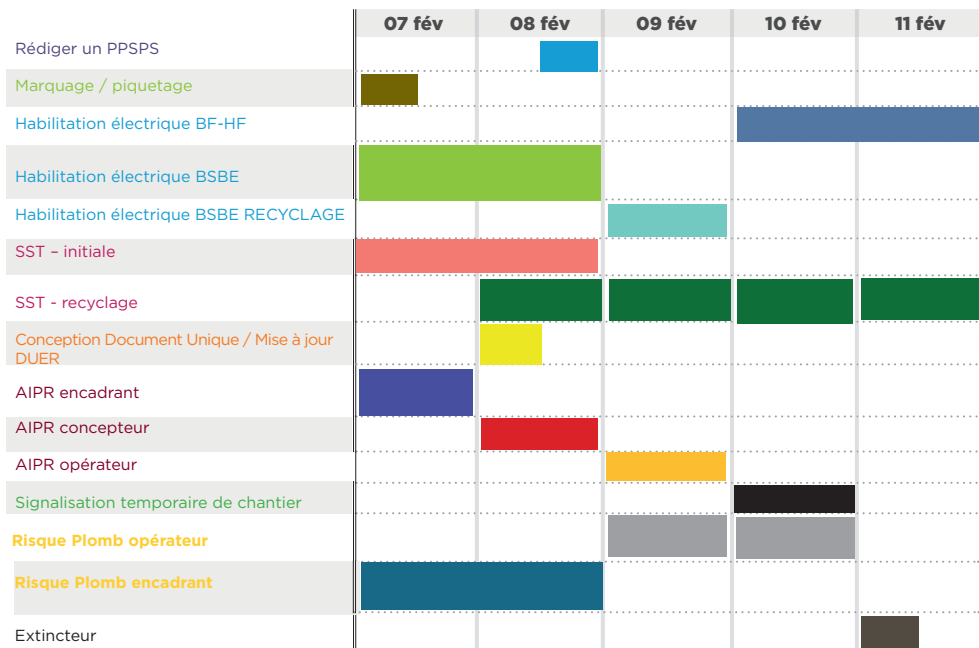 07 fév 08 fév 09 fév 10 fév 11 fév
Rédiger un PPSPS
Marquage / piquetage
Habilitation électrique BF-HF
Habilitation électrique BSBE
Habilitation électrique BSBE RECYCLAGE
SST – initiale
SST - recyclage
Conception Document Unique / Mise à jour
DUER
AIPR encadrant
AIPR concepteur
AIPR opérateur
Signalisation temporaire de chantier
Risque Plomb opérateur
Risque Plomb encadrant
Extincteur